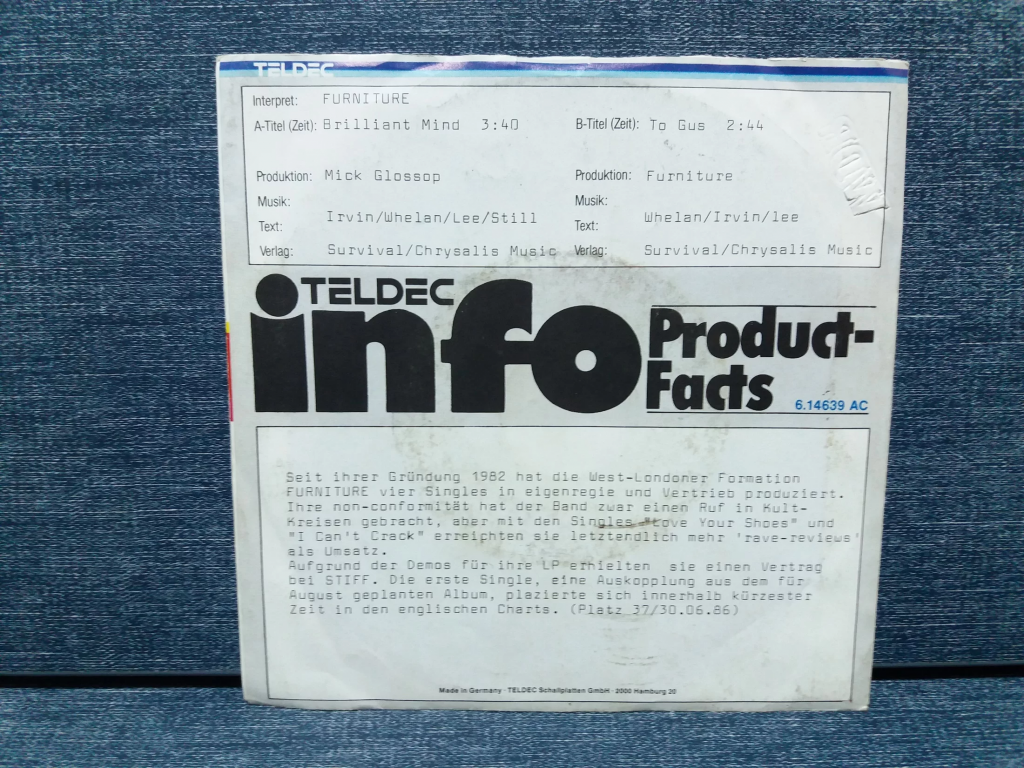 TELDEC
Interpret: FURNITURE
A-Titel (Zeit): Brilliant Mind 3:40 B-Titel (Zeit): To Gus 2:44
Produktion: Mick Glossop Produktion: Furniture
Musik: Musik:
Irvin/Whelan/Lee/Still Whelan/Irvin/lee
Text: Text:
Verlag: Survival/Chrysalis Music Verlag: Survival/Chrysalis Music
TELDEC
info Product-
Facts
6.14639 AC
Seit ihrer Gründung 1982 hat die West-Londoner Formation
FURNITURE vier Singles in eigenregie und Vertrieb produziert.
Ihre non-conformität hat der Band zwar einen Ruf in Kult-
Kreisen gebracht, aber mit den Singles "Love Your Shoes" und
"I Can't Crack" erreichten sie letztendlich mehr 'rave-reviews'
als Umsatz.
Aufgrund der Demos für ihre LP erhielten sie einen Vertrag
bei STIFF. Die erste Single, eine Auskopplung aus dem für
August geplanten Album, plazierte sich innerhalb kürzester
Zeit in den englischen Charts. (Platz 37/30.06.86)
Made in Germany · TELDEC Schallplatten GmbH · 2000 Hamburg 20